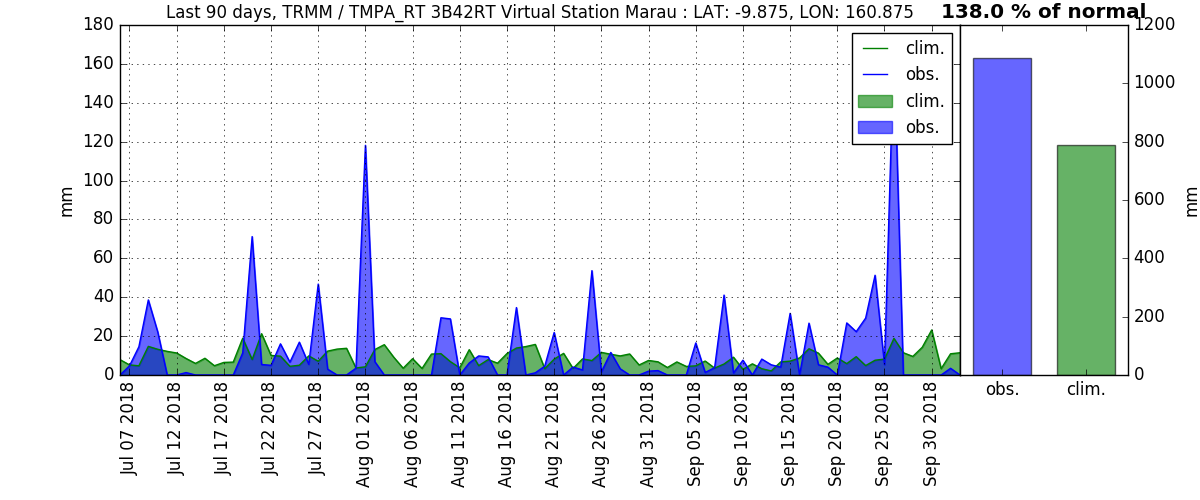 Last 90 days, TRMM / TMPA_RT 3B42RT Virtual Station Marau : LAT: -9.875, LON: 160.875
138.0 % of normal
180
160
140
120
100
80
60
40
20
0
mm
clim.
obs.
clim.
obs.
1200
1000
800
600
400
200
0
mm
Jul 07 2018
Jul 12 2018
Jul 17 2018
Jul 22 2018
Jul 27 2018
Aug 01 2018
Aug 06 2018
Aug 11 2018
Aug 16 2018
Aug 21 2018
Aug 26 2018
Aug 31 2018
Sep 05 2018
Sep 10 2018
Sep 15 2018
Sep 20 2018
Sep 25 2018
Sep 30 2018
obs.
clim.